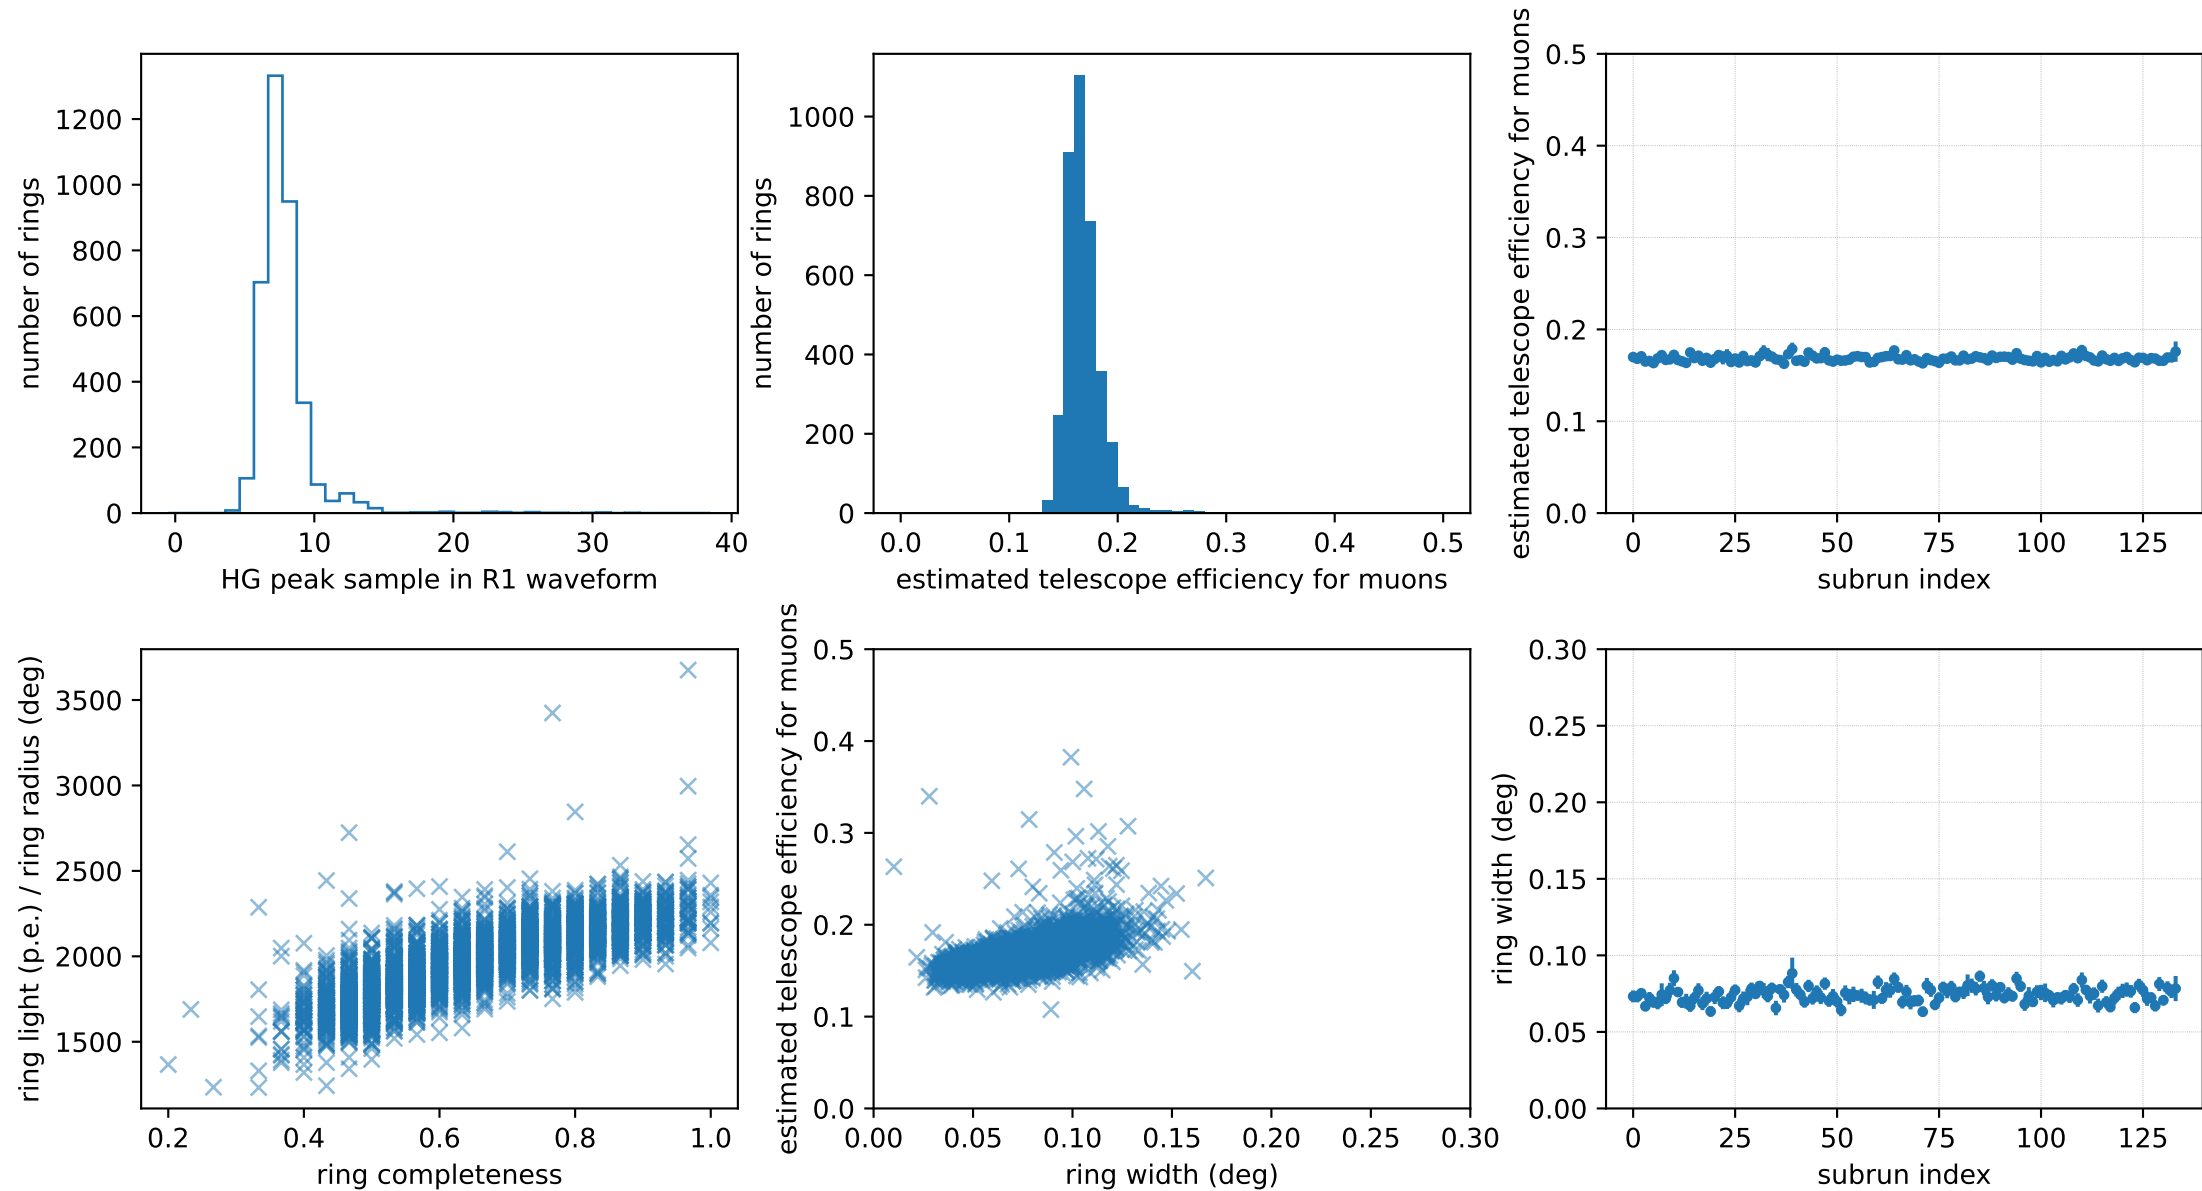 number of rings
1200
1000
800
600
400
200
0
0 10 20 30 40
HG peak sample in R1 waveform
number of rings
1000
800
600
400
200
0
0.0 0.1 0.2 0.3 0.4 0.5
estimated telescope efficiency for muons
estimated telescope efficiency for muons
0.5
0.4
0.3
0.2
0.1
0.0
0 25 50 75 100 125
subrun index
ring light (p.e.) / ring radius (deg)
3500
3000
2500
2000
1500
0.2 0.4 0.6 0.8 1.0
ring completeness
estimated telescope efficiency for muons
0.5
0.4
0.3
0.2
0.1
0.0
0.00 0.05 0.10 0.15 0.20 0.25 0.30
ring width (deg)
ring width (deg)
0.30
0.25
0.20
0.15
0.10
0.05
0.00
0 25 50 75 100 125
subrun index